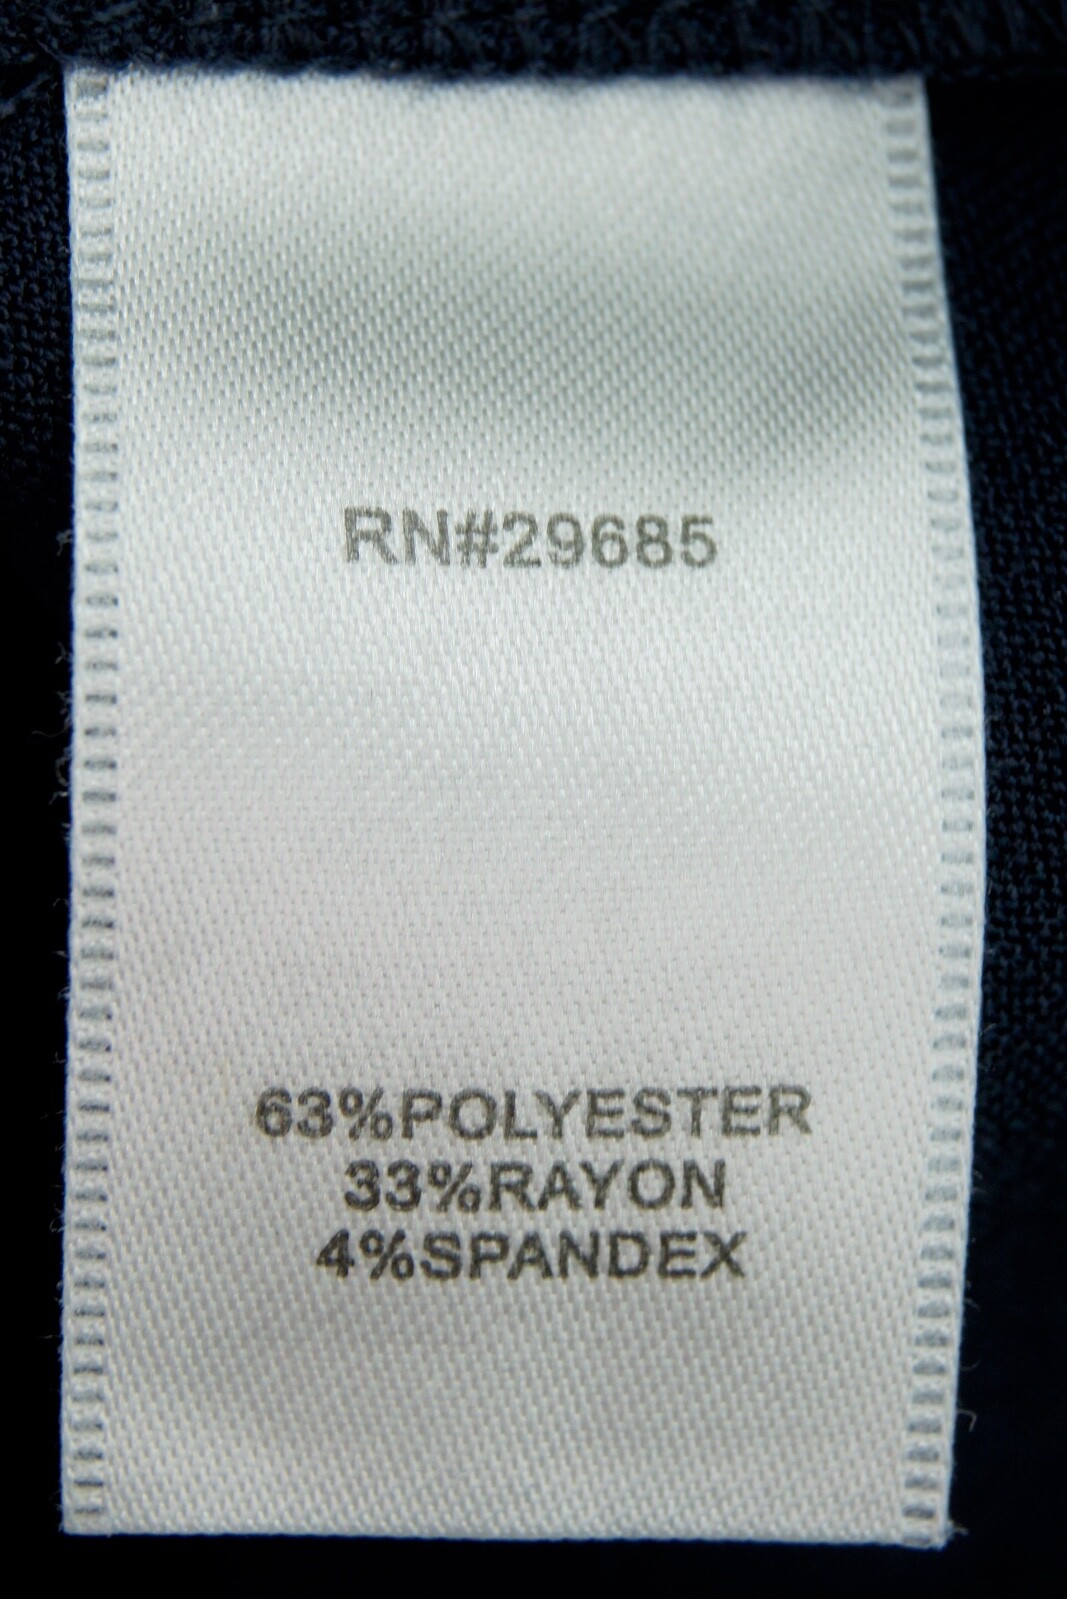 RN#29685
63%POLYESTER
33%RAYON
4%SPANDEX